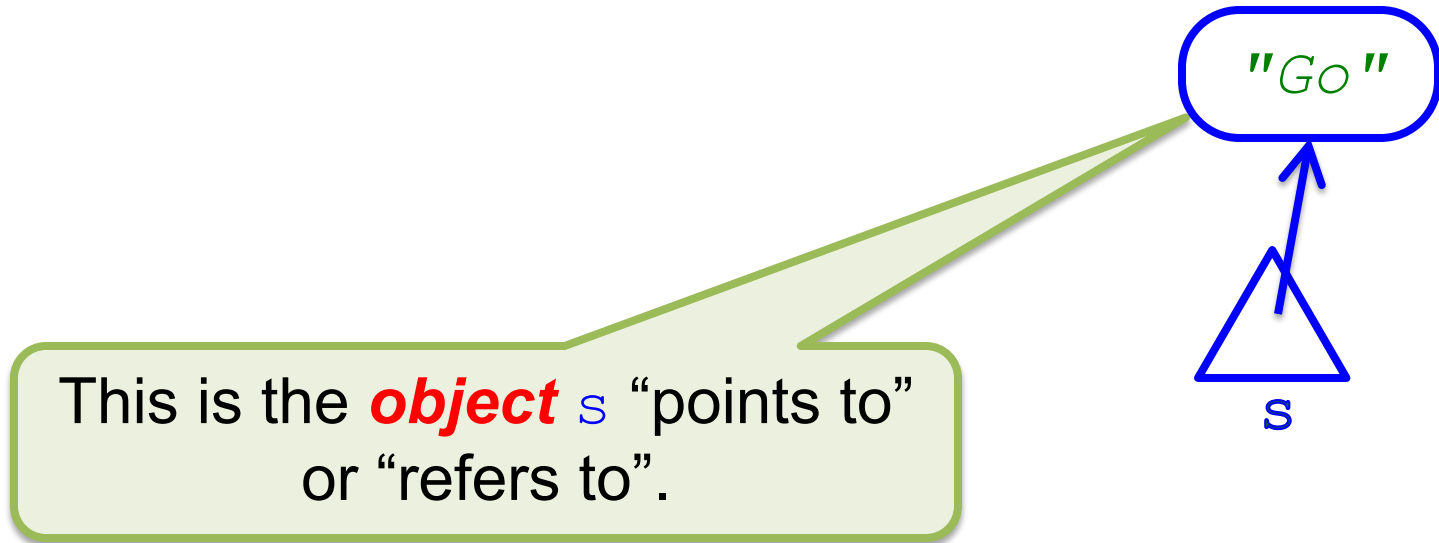 "Go"
This is the object s “points to”
or “refers to”.
s